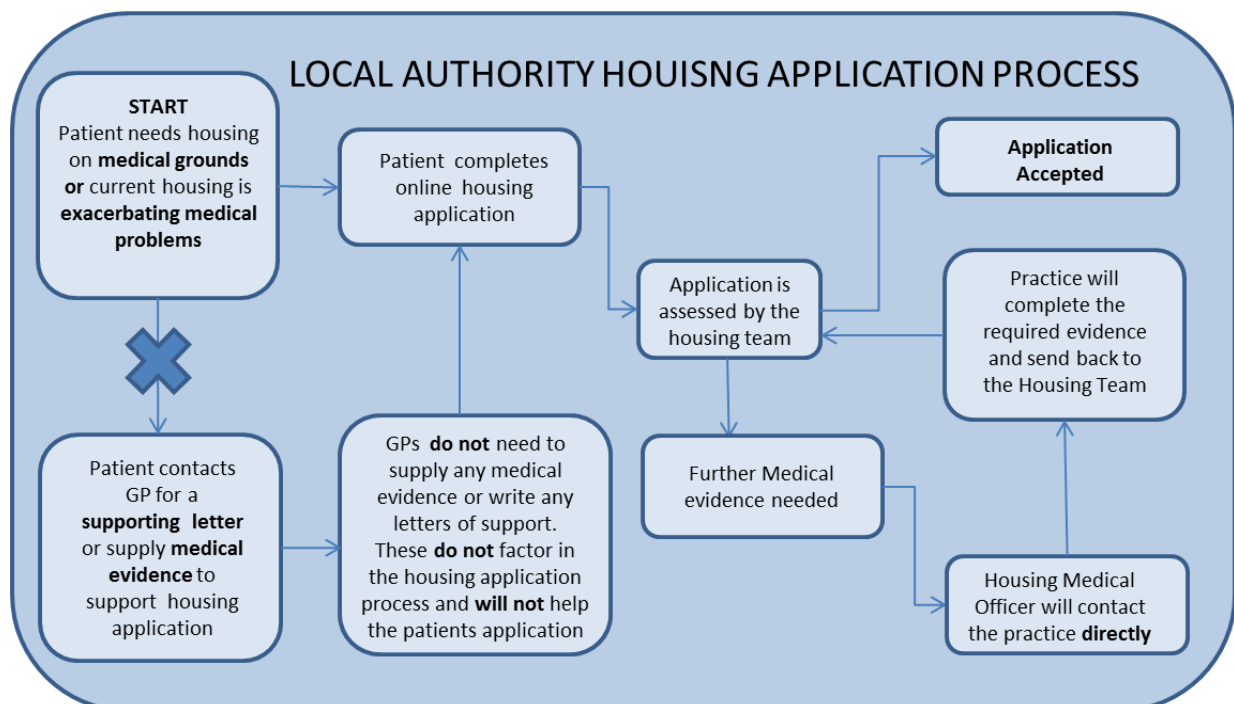 LOCAL AUTHORITY HOUISNG APPLICATION PROCESS
START
Patient needs housing
on medical grounds
or current housing is
exacerbating medical
problems
Patient completes
online housing
application
Application
Accepted
Application is
assessed by the
housing team
Practice will
complete the
required evidence
and send back to
the Housing Team
Patient contacts
GP for a
supporting letter
or supply medical
evidence to
support housing
application
GPs do not need to
supply any medical
evidence or write any
letters of support.
These do not factor in
the housing application
process and will not help
the patients application
Further Medical
evidence needed
Housing Medical
Officer will contact
the practice directly